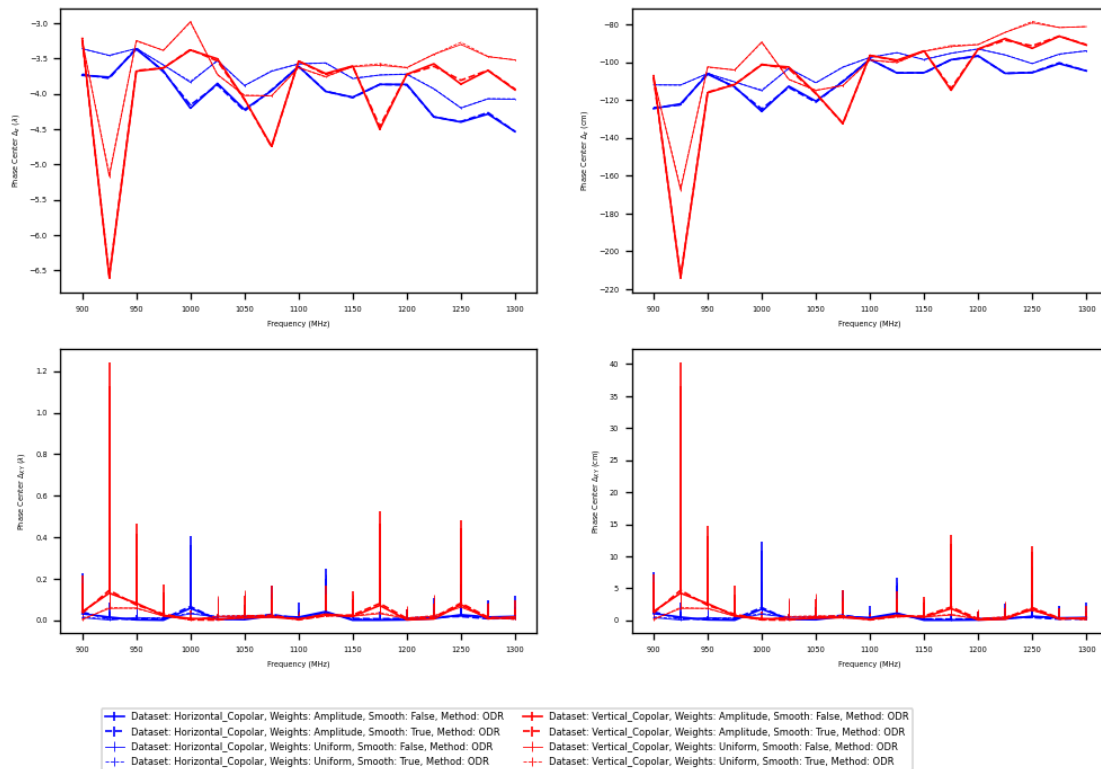 −3.0
−3.5
−4.0
−4.5
−5.0
−5.5
−6.0
−6.5
Phase Center Δz (λ)
900 950 1000 1050 1100 1150 1200 1250 1300
Frequency (MHz)
−80
−100
−120
−140
−160
−180
−200
−220
Phase Center Δz (cm)
900 950 1000 1050 1100 1150 1200 1250 1300
Frequency (MHz)
1.2
1.0
0.8
0.6
0.4
0.2
0.0
Phase Center ΔXY (λ)
900 950 1000 1050 1100 1150 1200 1250 1300
Frequency (MHz)
40
35
30
25
20
15
10
5
0
Phase Center ΔXY (cm)
900 950 1000 1050 1100 1150 1200 1250 1300
Frequency (MHz)
Dataset: Horizontal_Copolar, Weights: Amplitude, Smooth: False, Method: ODR
Dataset: Horizontal_Copolar, Weights: Amplitude, Smooth: True, Method: ODR
Dataset: Horizontal_Copolar, Weights: Uniform, Smooth: False, Method: ODR
Dataset: Horizontal_Copolar, Weights: Uniform, Smooth: True, Method: ODR
Dataset: Vertical_Copolar, Weights: Amplitude, Smooth: False, Method: ODR
Dataset: Vertical_Copolar, Weights: Amplitude, Smooth: True, Method: ODR
Dataset: Vertical_Copolar, Weights: Uniform, Smooth: False, Method: ODR
Dataset: Vertical_Copolar, Weights: Uniform, Smooth: True, Method: ODR